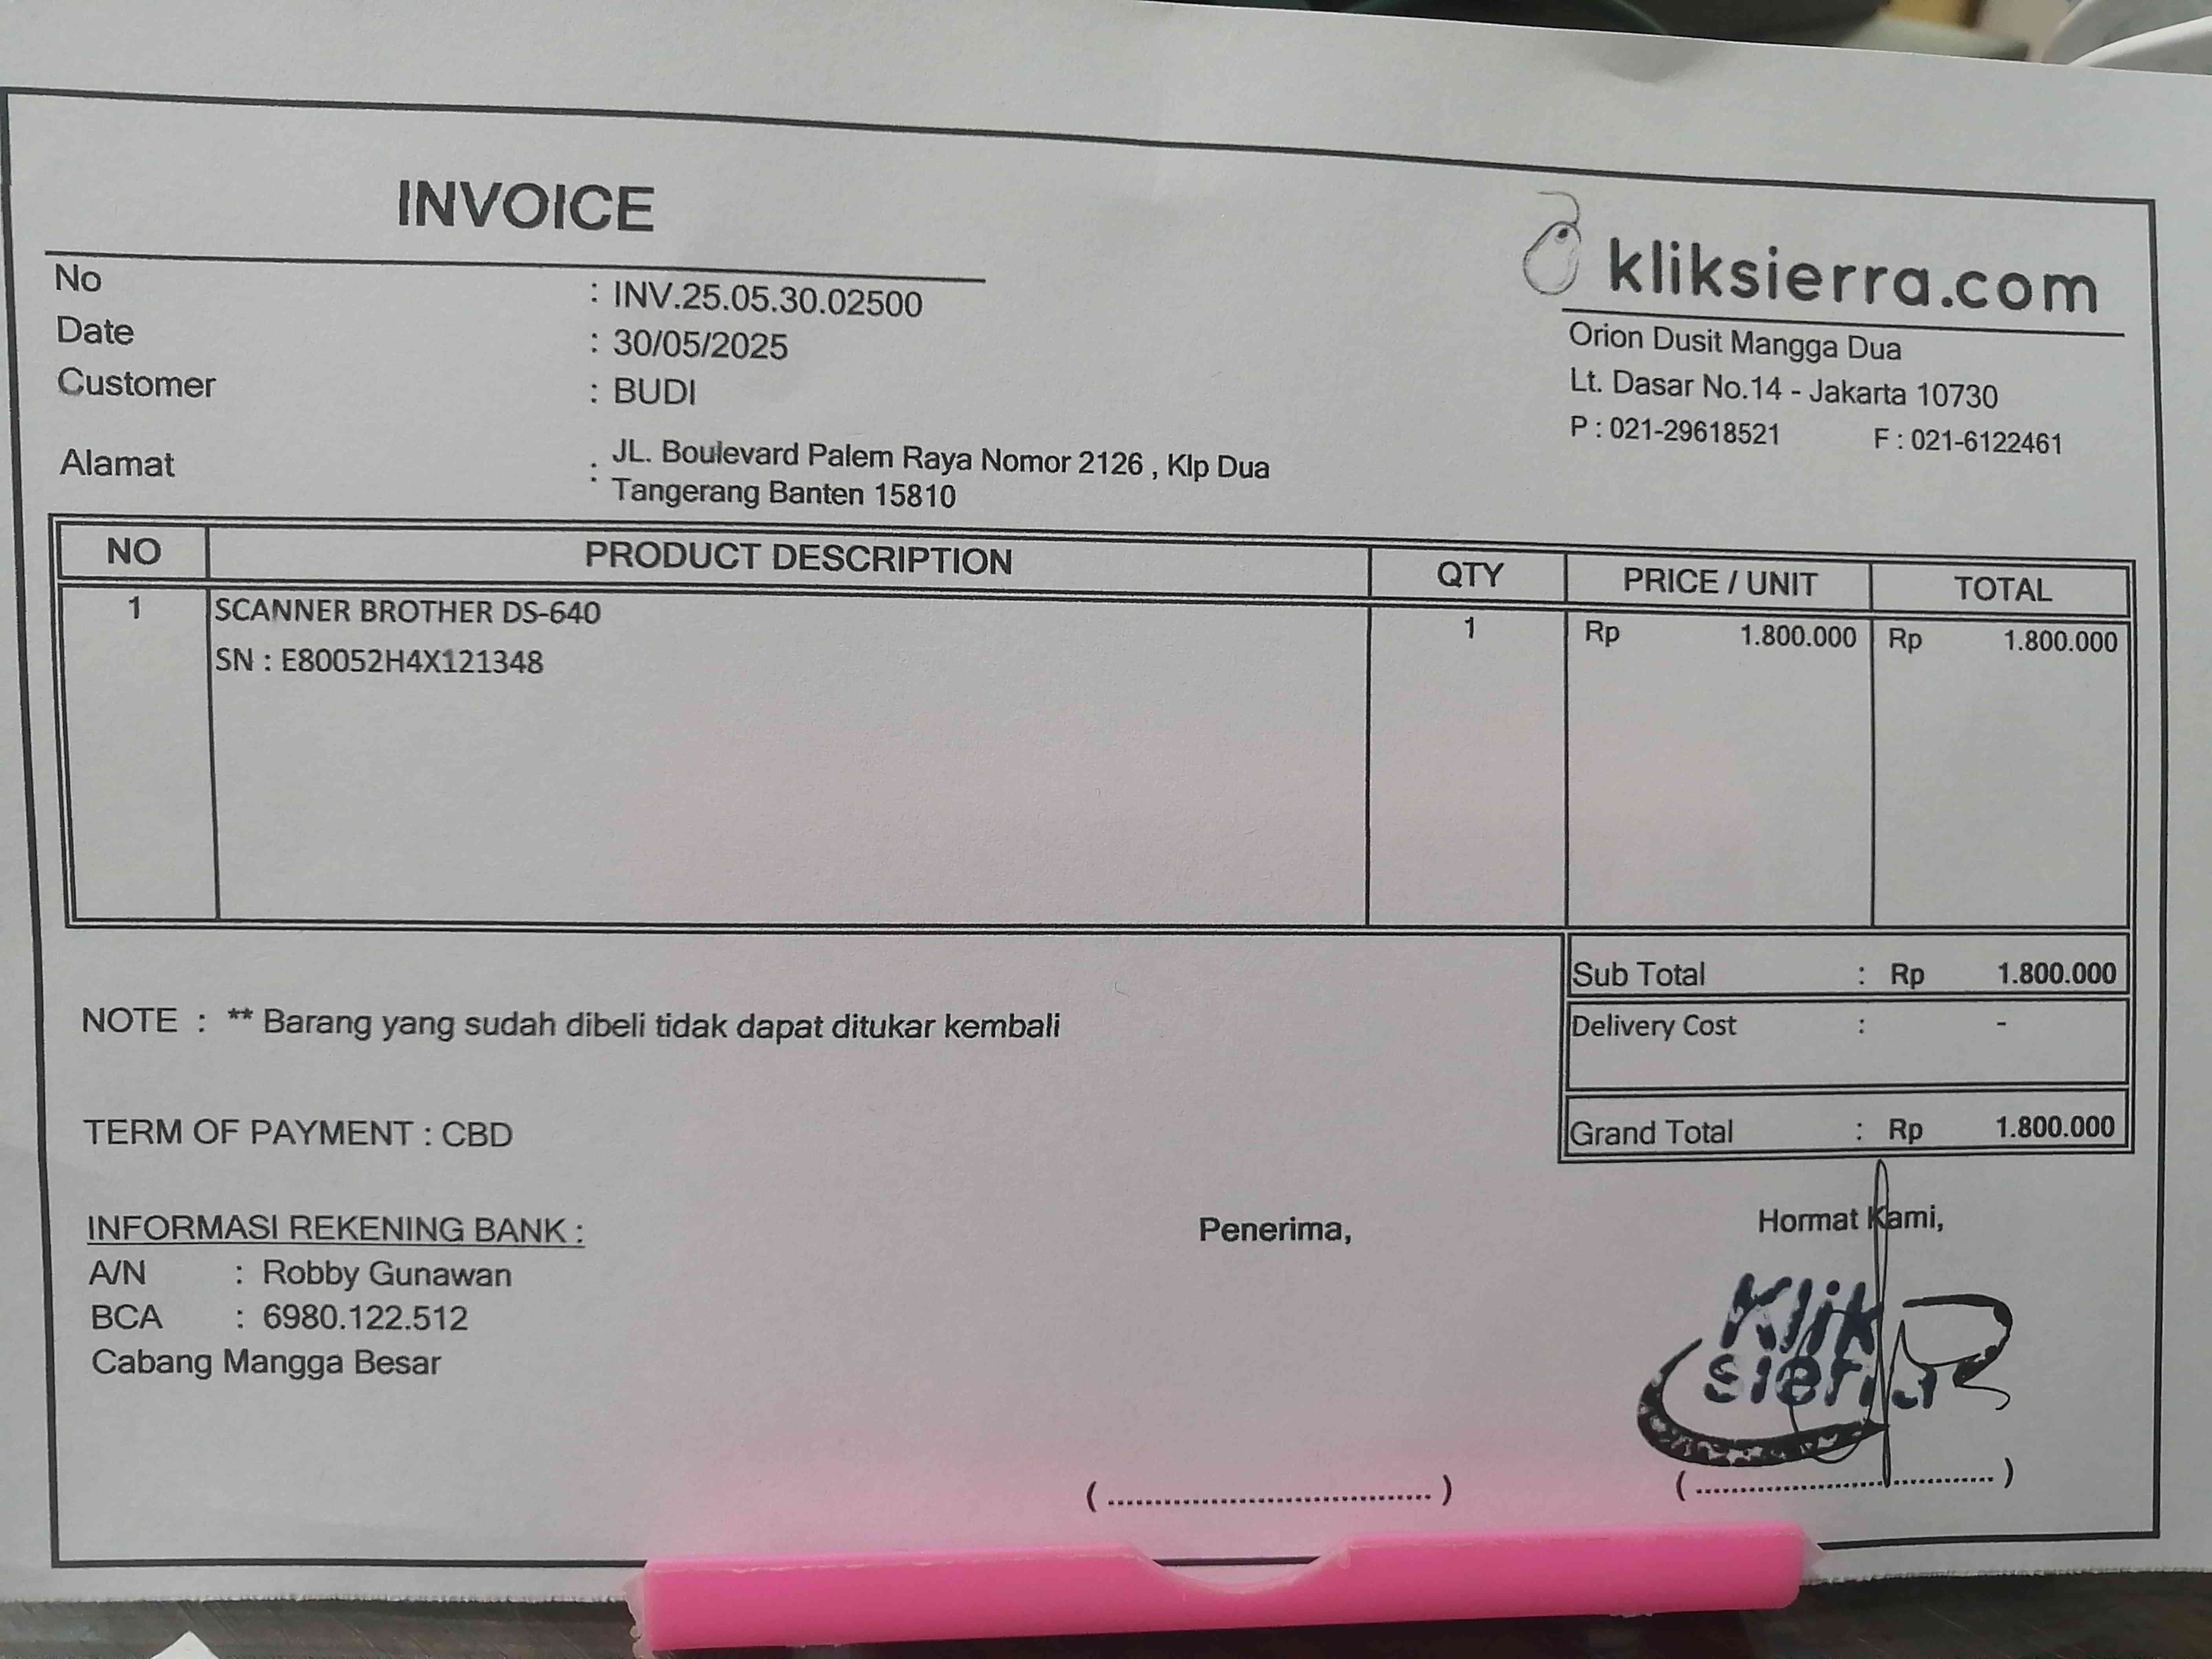 INVOICE
kliksierra.com
Orion Dusit Mangga Dua
Lt. Dasar No.14 - Jakarta 10730
P : 021-29618521 F : 021-6122461
No : INV.25.05.30.02500
Date : 30/05/2025
Customer : BUDI
Alamat : JL. Boulevard Palem Raya Nomor 2126 , Klp Dua
Tangerang Banten 15810
NO PRODUCT DESCRIPTION QTY PRICE / UNIT TOTAL
1 SCANNER BROTHER DS-640 1 Rp 1.800.000 Rp 1.800.000
SN : E80052H4X121348
Sub Total : Rp 1.800.000
NOTE : ** Barang yang sudah dibeli tidak dapat ditukar kembali
Delivery Cost : -
TERM OF PAYMENT : CBD
Grand Total : Rp 1.800.000
INFORMASI REKENING BANK :
A/N : Robby Gunawan
BCA : 6980.122.512
Cabang Mangga Besar
Penerima,
Hormat Kami,
Klik
sierra
( ........................................ )
( ........................................ )